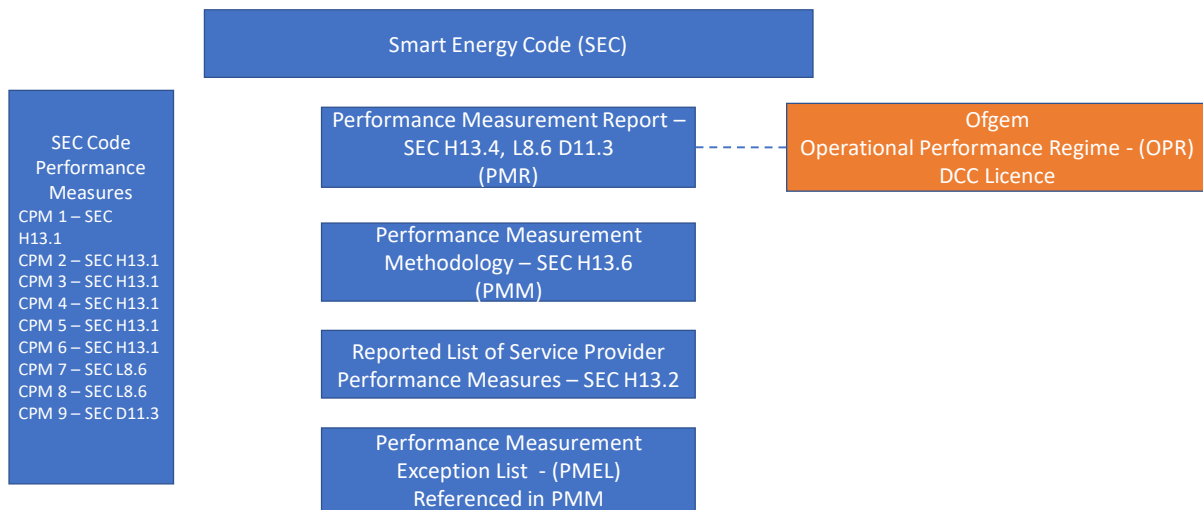 Smart Energy Code (SEC)
SEC Code
Performance
Measures
CPM 1 – SEC
H13.1
CPM 2 – SEC H13.1
CPM 3 – SEC H13.1
CPM 4 – SEC H13.1
CPM 5 – SEC H13.1
CPM 6 – SEC H13.1
CPM 7 – SEC L8.6
CPM 8 – SEC L8.6
CPM 9 – SEC D11.3
Performance Measurement Report –
SEC H13.4, L8.6 D11.3
(PMR)
Ofgem
Operational Performance Regime - (OPR)
DCC Licence
Performance Measurement
Methodology – SEC H13.6
(PMM)
Reported List of Service Provider
Performance Measures – SEC H13.2
Performance Measurement
Exception List - (PMEL)
Referenced in PMM